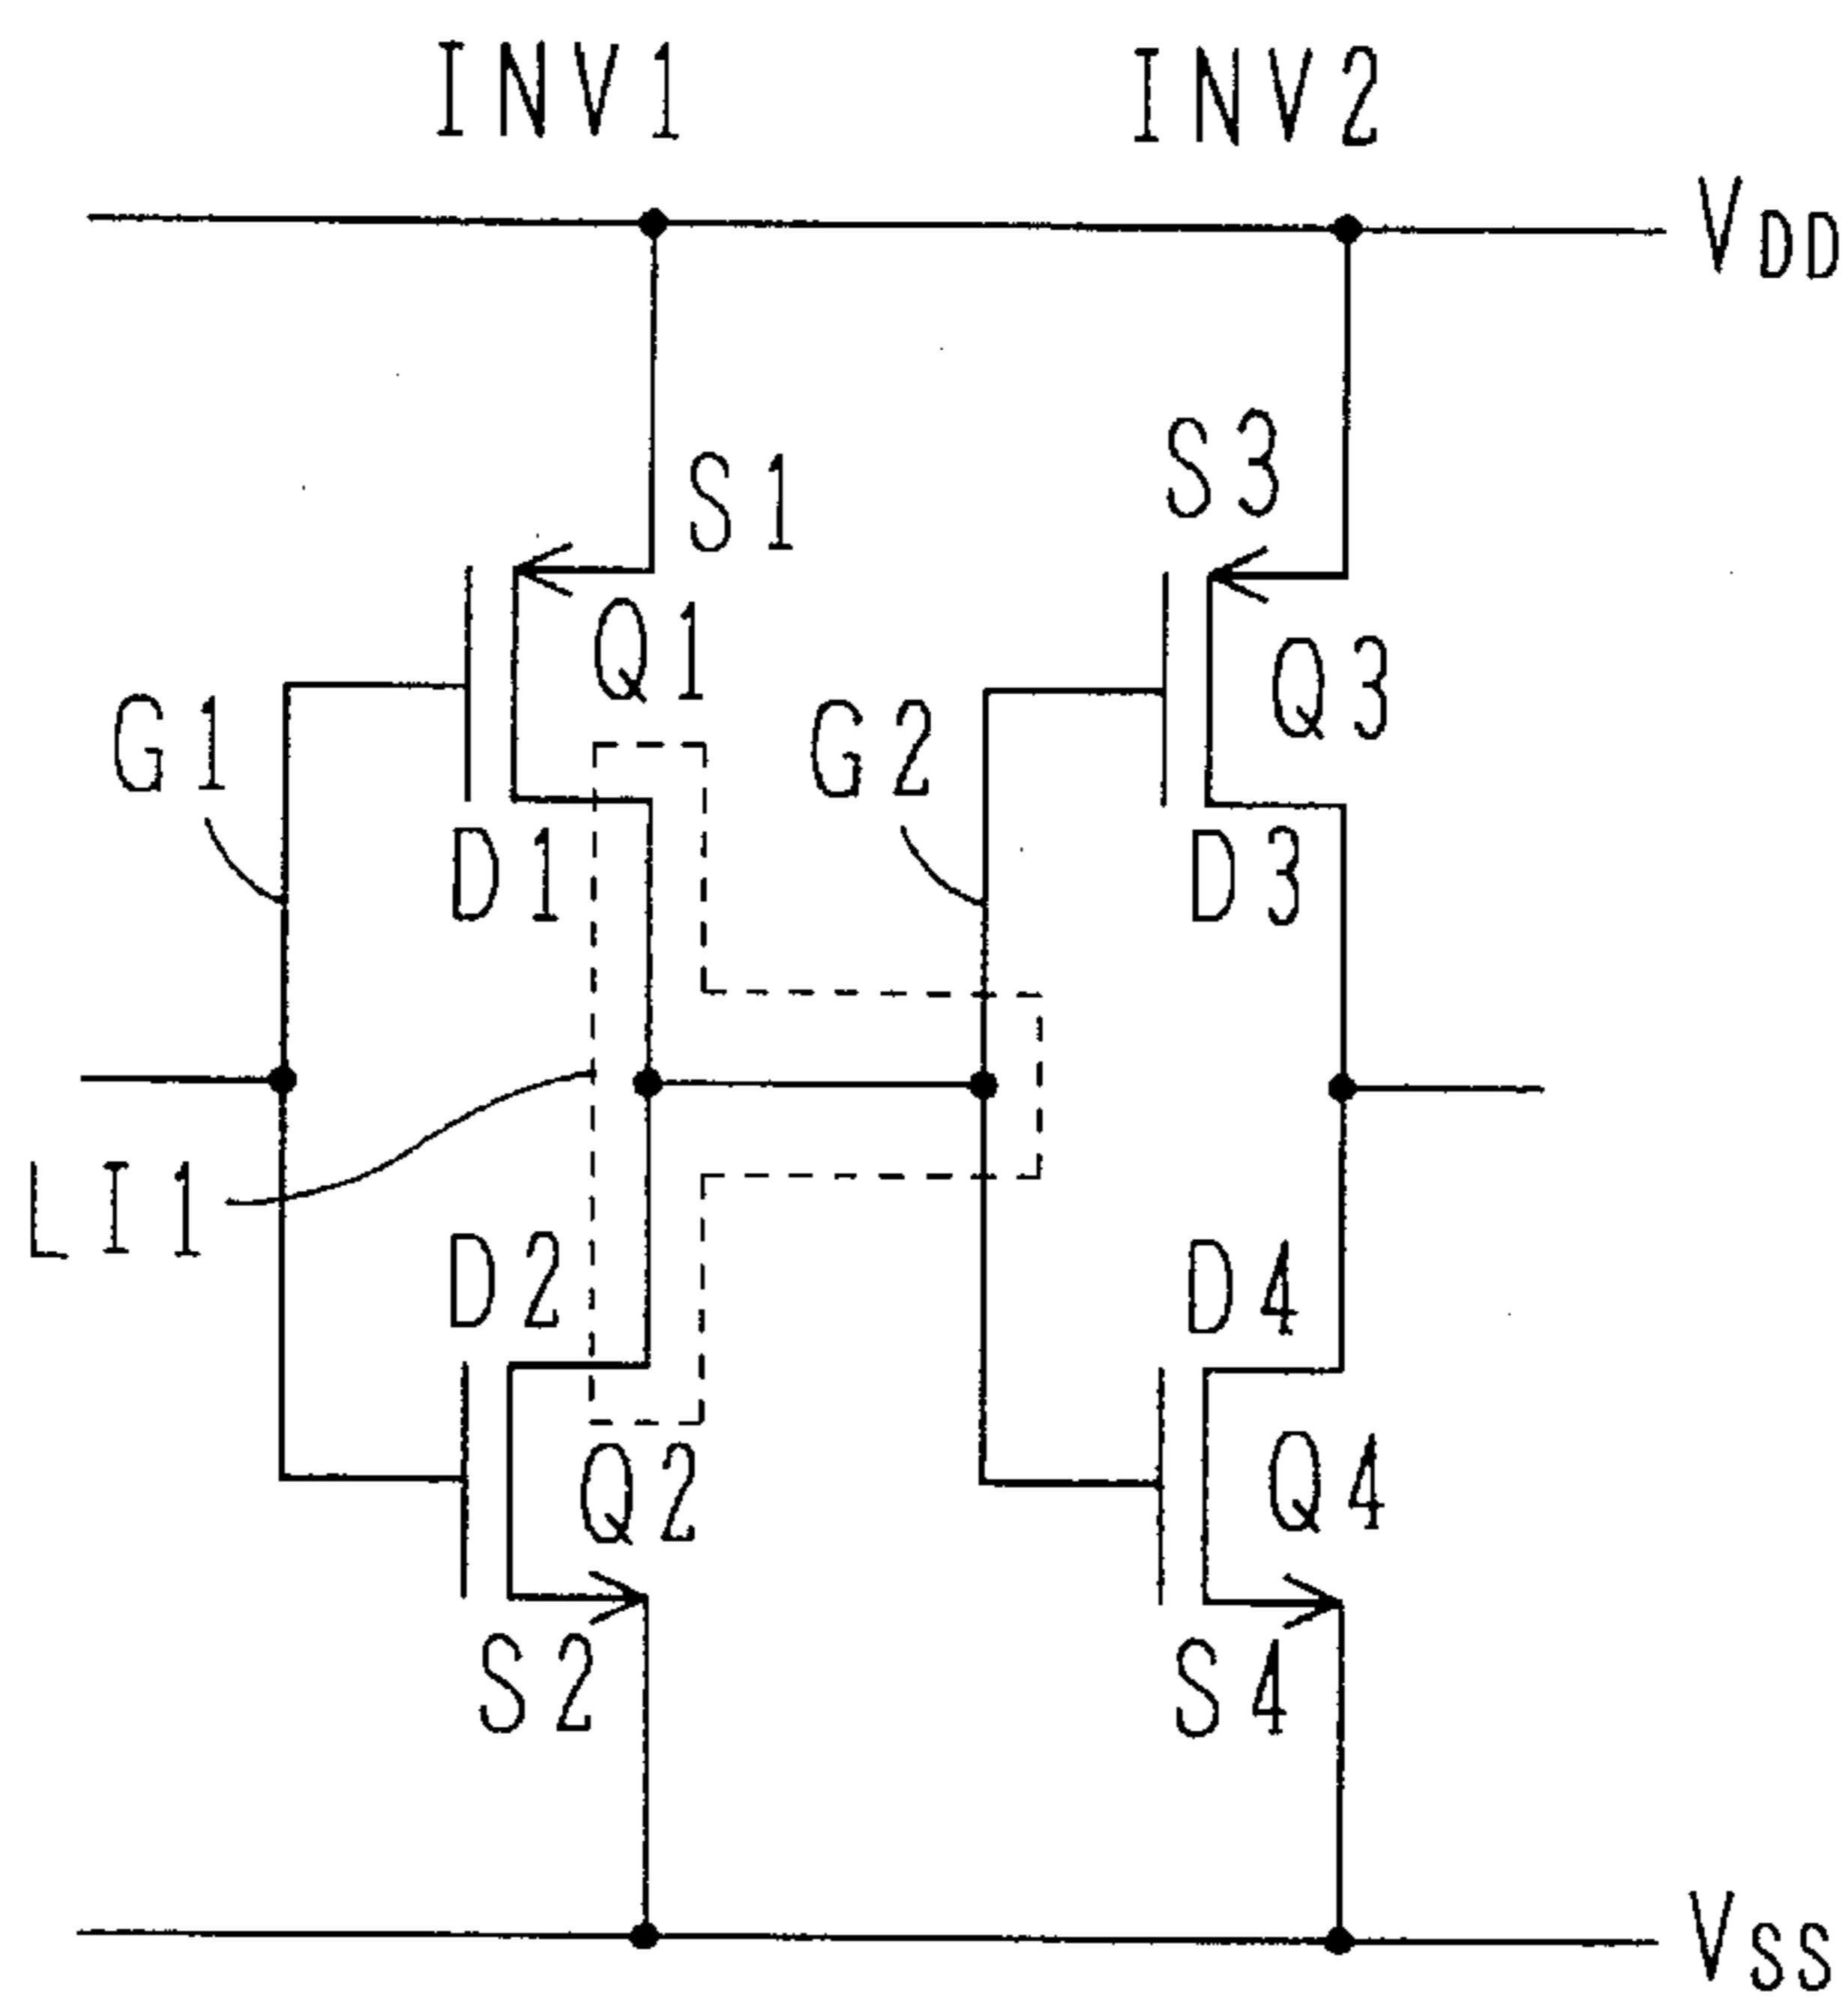 INV1
INV2
VDD
S1
S3
Q1
Q3
G1
G2
D1
D3
LI1
D2
D4
Q2
Q4
S2
S4
VSS